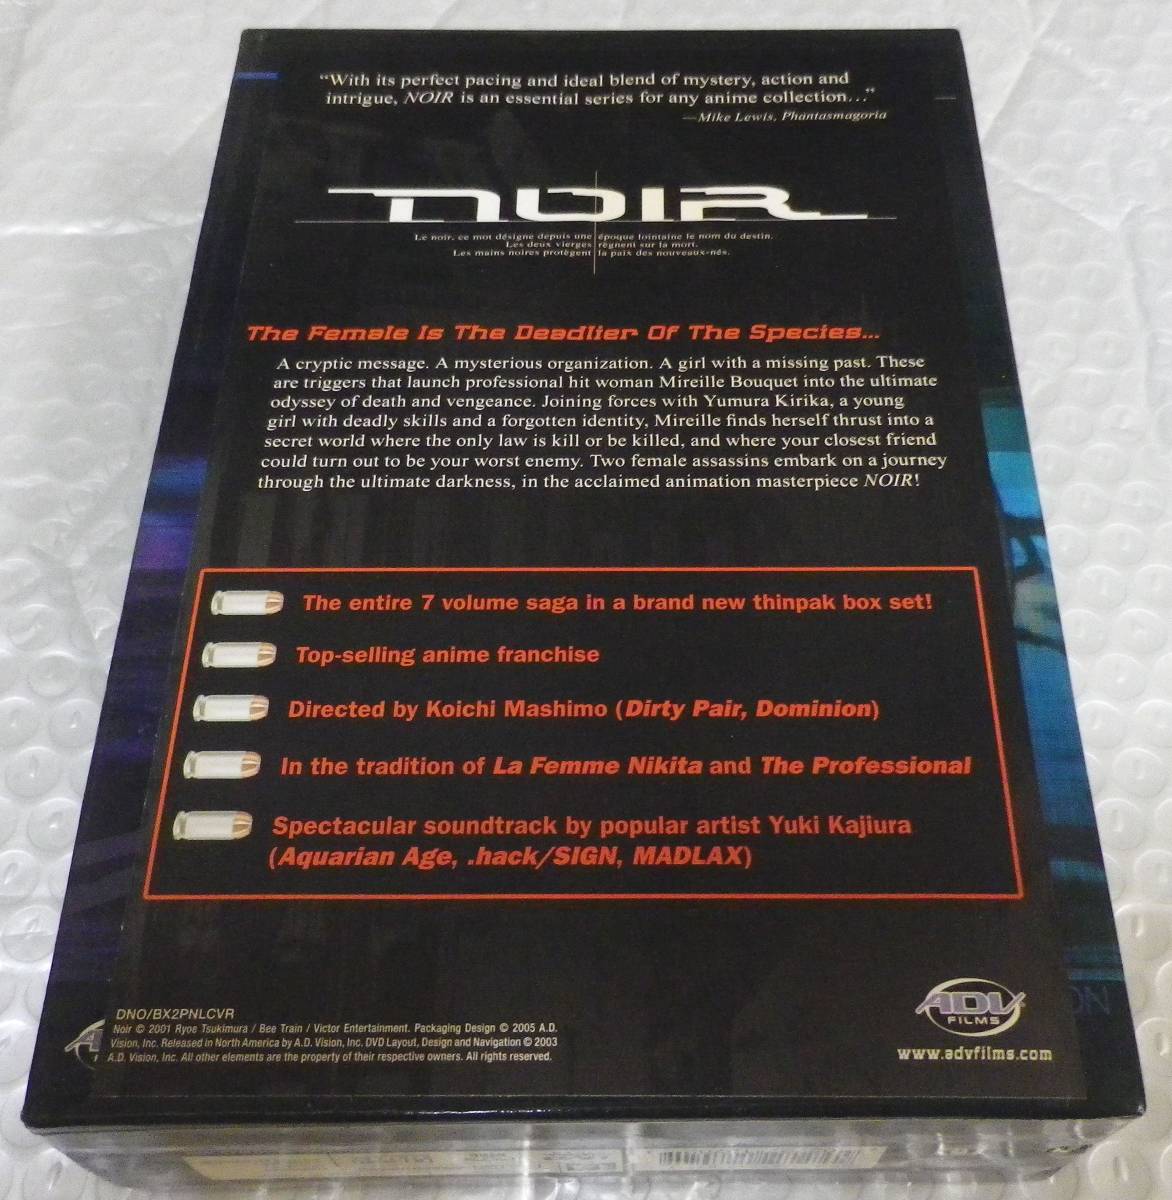 “With its perfect pacing and ideal blend of mystery, action and
intrigue, NOIR is an essential series for any anime collection...“
—Mike Lewis, Phantasmagoria
NOIR
Le noir, ce mot désigne depuis une époque lointaine le nom du destin.
Les deux vierges règnent sur la mort.
Les mains noires protègent la paix des nouveaux-nés.
The Female Is The Deadlier Of The Species...
A cryptic message. A mysterious organization. A girl with a missing past. These
are triggers that launch professional hit woman Mireille Bouquet into the ultimate
odyssey of death and vengeance. Joining forces with Yumura Kirika, a young
girl with deadly skills and a forgotten identity, Mireille finds herself thrust into a
secret world where the only law is kill or be killed, and where your closest friend
could turn out to be your worst enemy. Two female assassins embark on a journey
through the ultimate darkness, in the acclaimed animation masterpiece NOIR!
The entire 7 volume saga in a brand new thinpak box set!
Top-selling anime franchise
Directed by Koichi Mashimo (Dirty Pair, Dominion)
In the tradition of La Femme Nikita and The Professional
Spectacular soundtrack by popular artist Yuki Kajiura
(Aquarian Age, .hack/SIGN, MADLAX)
DNO/BX2PNLCVR
Noir © 2001 Ryoe Tsukimura / Bee Train / Victor Entertainment. Packaging Design © 2005 A.D.
Vision, Inc. Released in North America by A.D. Vision, Inc. DVD Layout, Design and Navigation © 2003
A.D. Vision, Inc. All other elements are the property of their respective owners. All rights reserved.
ADV
FILMS
www.advfilms.com